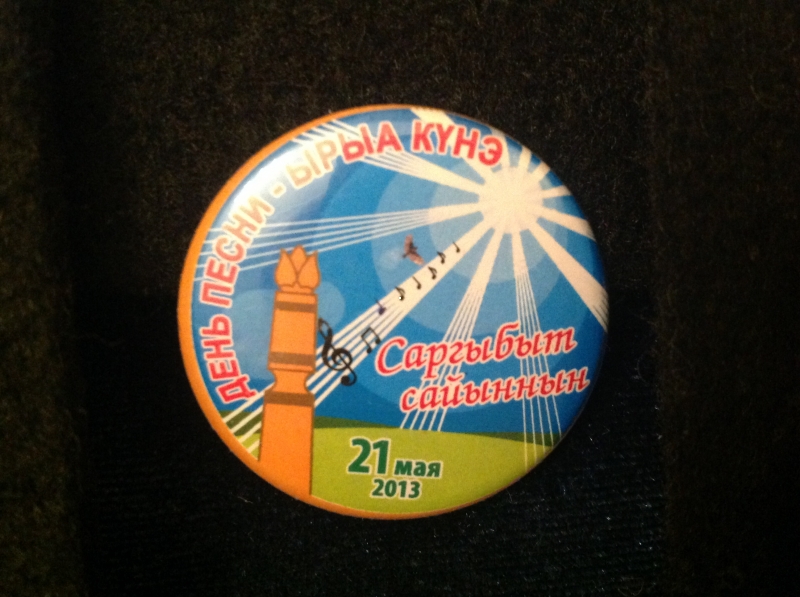 ДЕНЬ ПЕСНИ - ЫРЫА КҮНЭ
Саргыбыт
сайыннын
21 мая
2013